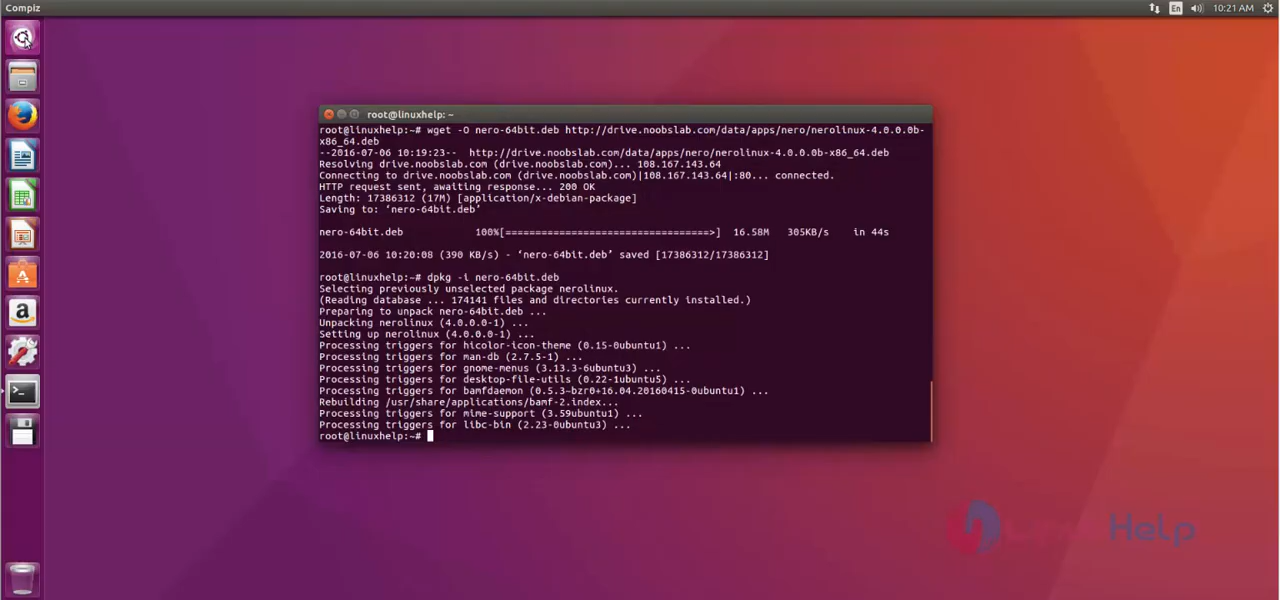 Compiz
En
10:21 AM
root@linuxhelp: ~
root@linuxhelp:~# wget -O nero-64bit.deb http://drive.noobslab.com/data/apps/nero/nerolinux-4.0.0.0b-
x86_64.deb
--2016-07-06 10:19:23--  http://drive.noobslab.com/data/apps/nero/nerolinux-4.0.0.0b-x86_64.deb
Resolving drive.noobslab.com (drive.noobslab.com)... 108.167.143.64
Connecting to drive.noobslab.com (drive.noobslab.com)|108.167.143.64|:80... connected.
HTTP request sent, awaiting response... 200 OK
Length: 17386312 (17M) [application/x-debian-package]
Saving to: ‘nero-64bit.deb’
nero-64bit.deb 100%[===================================>] 16.58M 305KB/s in 44s
2016-07-06 10:20:08 (390 KB/s) - ‘nero-64bit.deb’ saved [17386312/17386312]
root@linuxhelp:~# dpkg -i nero-64bit.deb
Selecting previously unselected package nerolinux.
(Reading database ... 174141 files and directories currently installed.)
Preparing to unpack nero-64bit.deb ...
Unpacking nerolinux (4.0.0.0-1) ...
Setting up nerolinux (4.0.0.0-1) ...
Processing triggers for hicolor-icon-theme (0.15-0ubuntu1) ...
Processing triggers for man-db (2.7.5-1) ...
Processing triggers for gnome-menus (3.13.3-6ubuntu3) ...
Processing triggers for desktop-file-utils (0.22-1ubuntu5) ...
Processing triggers for bamfdaemon (0.5.3~bzr0+16.04.20160415-0ubuntu1) ...
Rebuilding /usr/share/applications/bamf-2.index...
Processing triggers for mime-support (3.59ubuntu1) ...
Processing triggers for libc-bin (2.23-0ubuntu3) ...
root@linuxhelp:~#
Help